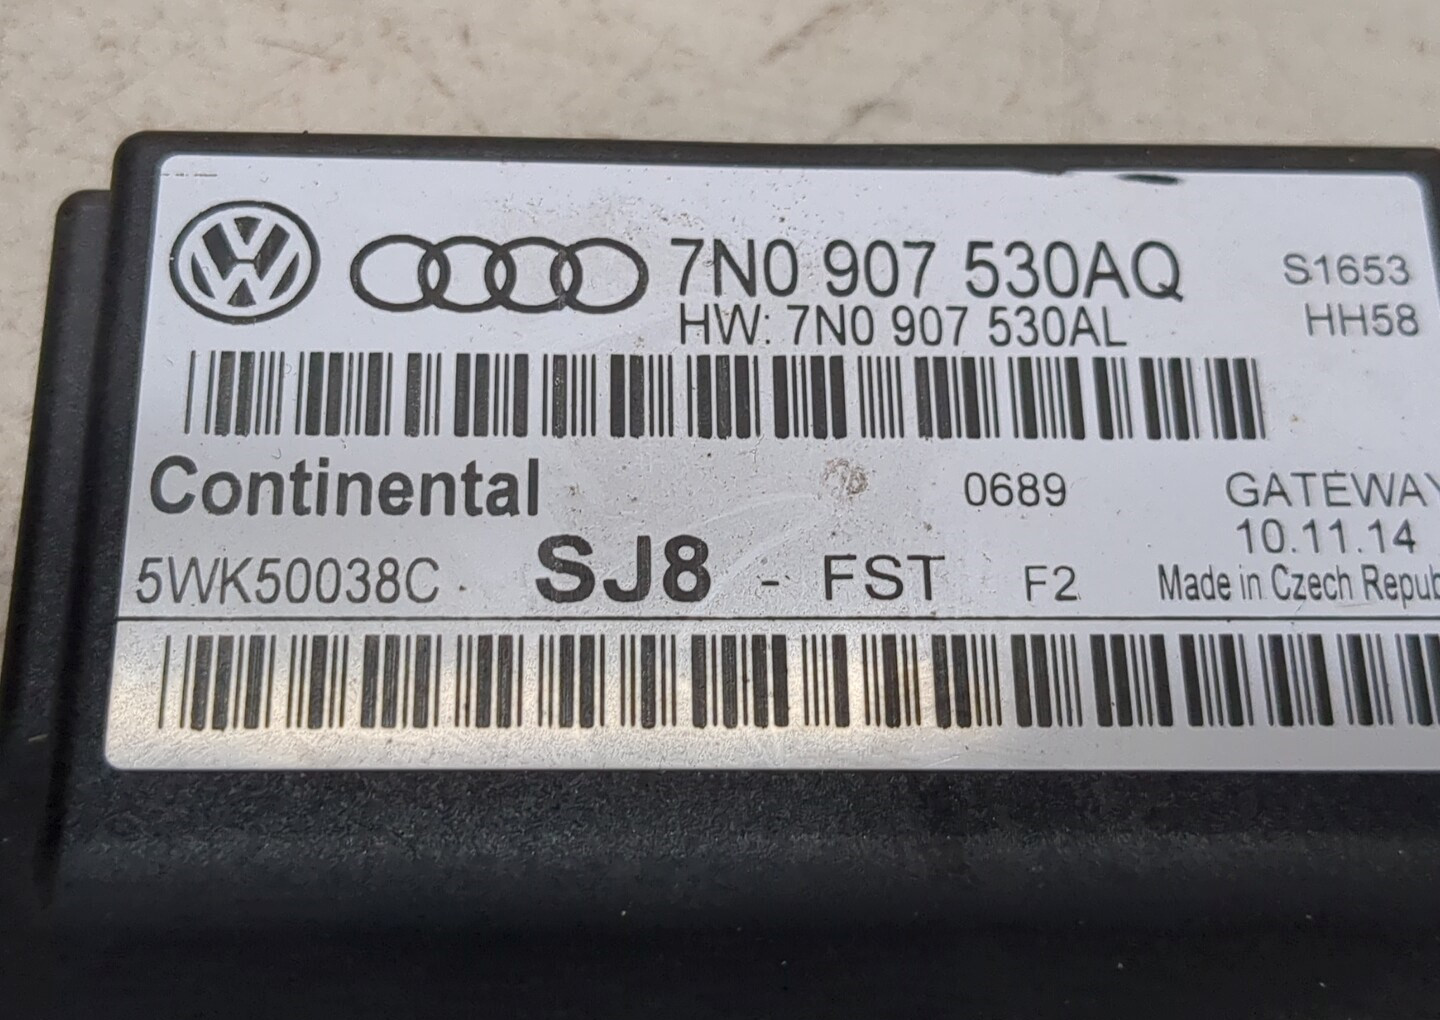 7N0 907 530AQ S1653
HW: 7N0 907 530AL HH58
Continental 0689 GATEWAY
10.11.14
5WK50038C SJ8 - FST F2 Made in Czech Repub